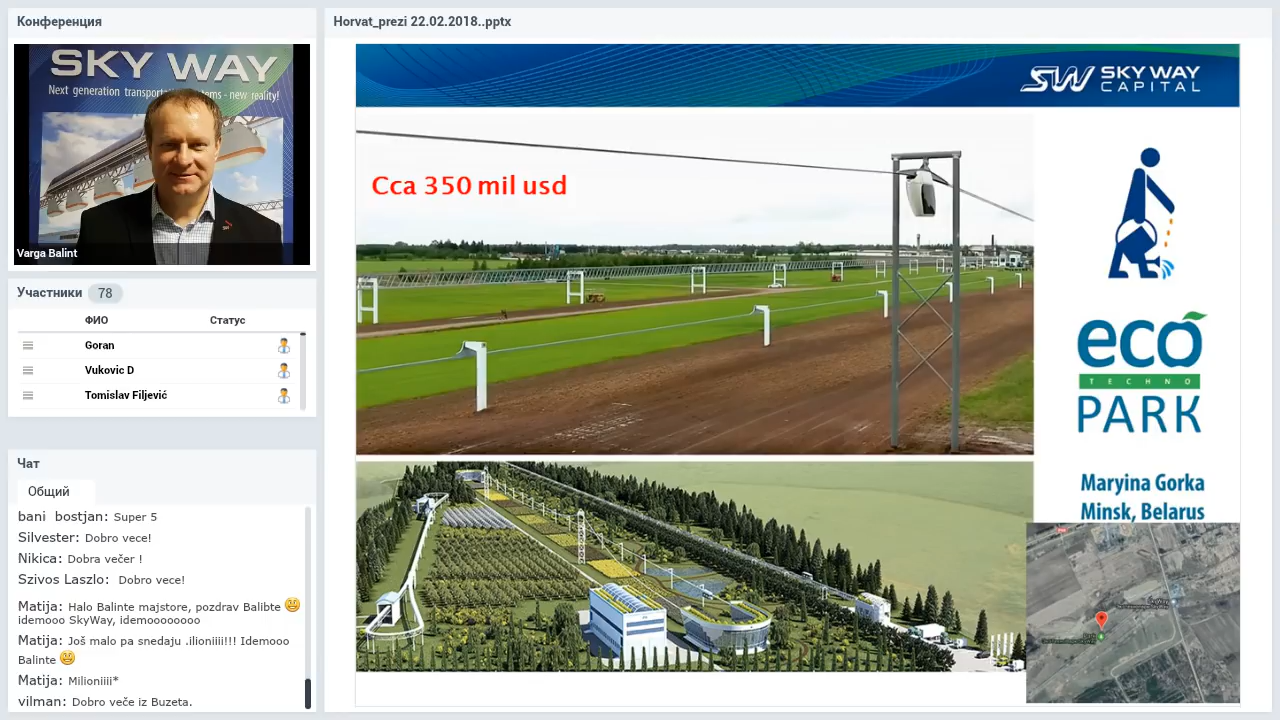 Конференция
SKY WAY
Next generation transportation systems - new reality!
Varga Balint
Участники 78
ФИО Статус
Goran
Vukovic D
Tomislav Filjević
Чат
Общий
bani bostjan: Super 5
Silvester: Dobro vece!
Nikica: Dobra večer !
Szivos Laszlo: Dobro vece!
Matija: Halo Balinte majstore, pozdrav Balibte
idemooo SkyWay, idemoooooooo
Matija: Još malo pa snedaju .ilioniiii!!! Idemooo
Balinte
Matija: Milioniiii*
vilman: Dobro veče iz Buzeta.
Horvat_prezi 22.02.2018..pptx
SW SKY WAY
CAPITAL
Cca 350 mil usd
eco
TECHNO
PARK
Maryina Gorka
Minsk, Belarus